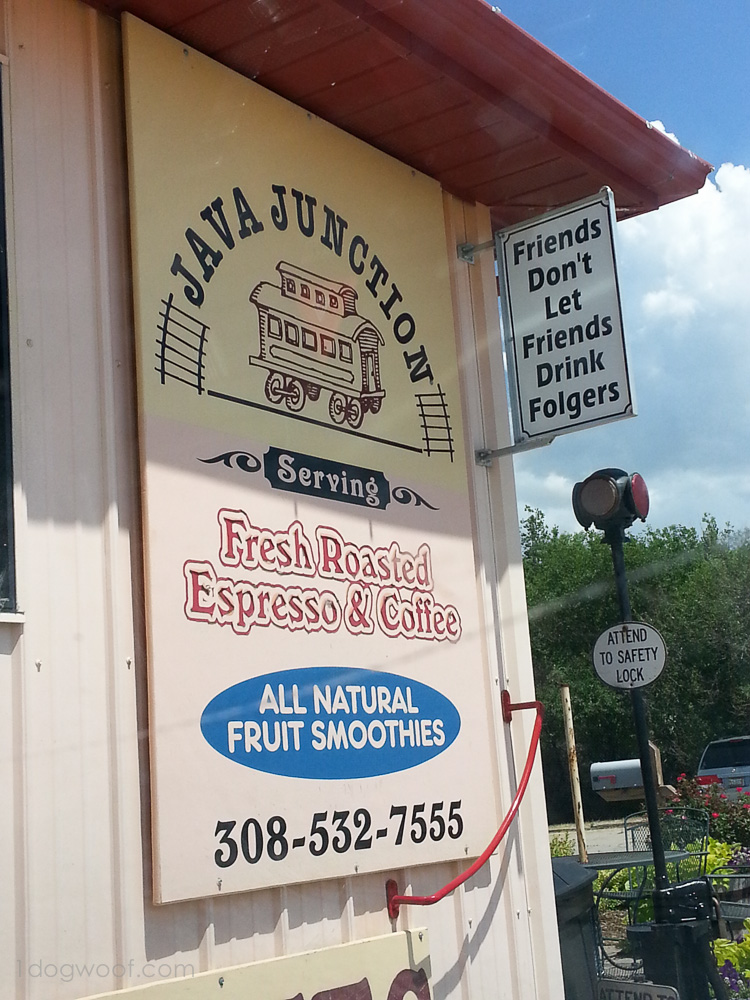 JAVA JUNCTION
Serving
Fresh Roasted
Espresso & Coffee
ALL NATURAL
FRUIT SMOOTHIES
308-532-7555
Friends
Don't
Let
Friends
Drink
Folgers
ATTEND
TO SAFETY
LOCK
1dogwoof.com